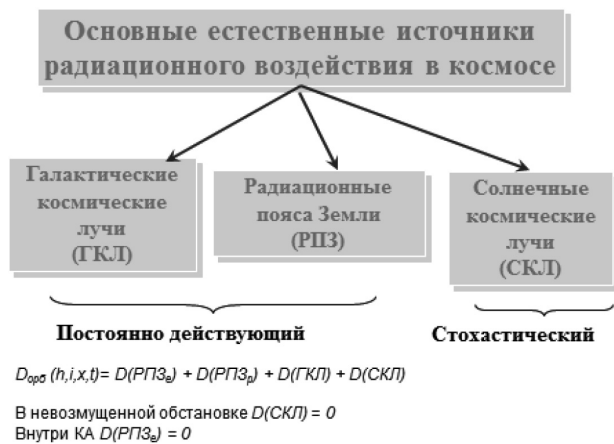 Основные естественные источники
радиационного воздействия в космосе
Галактические
космические
лучи
(ГКЛ)
Радиационные
пояса Земли
(РПЗ)
Солнечные
космические
лучи
(СКЛ)
Постоянно действующий
Стохастический
Dорб (h,i,x,t)= D(РПЗе) + D(РПЗр) + D(ГКЛ) + D(СКЛ)
В невозмущенной обстановке D(СКЛ) = 0
Внутри КА D(РПЗе) = 0